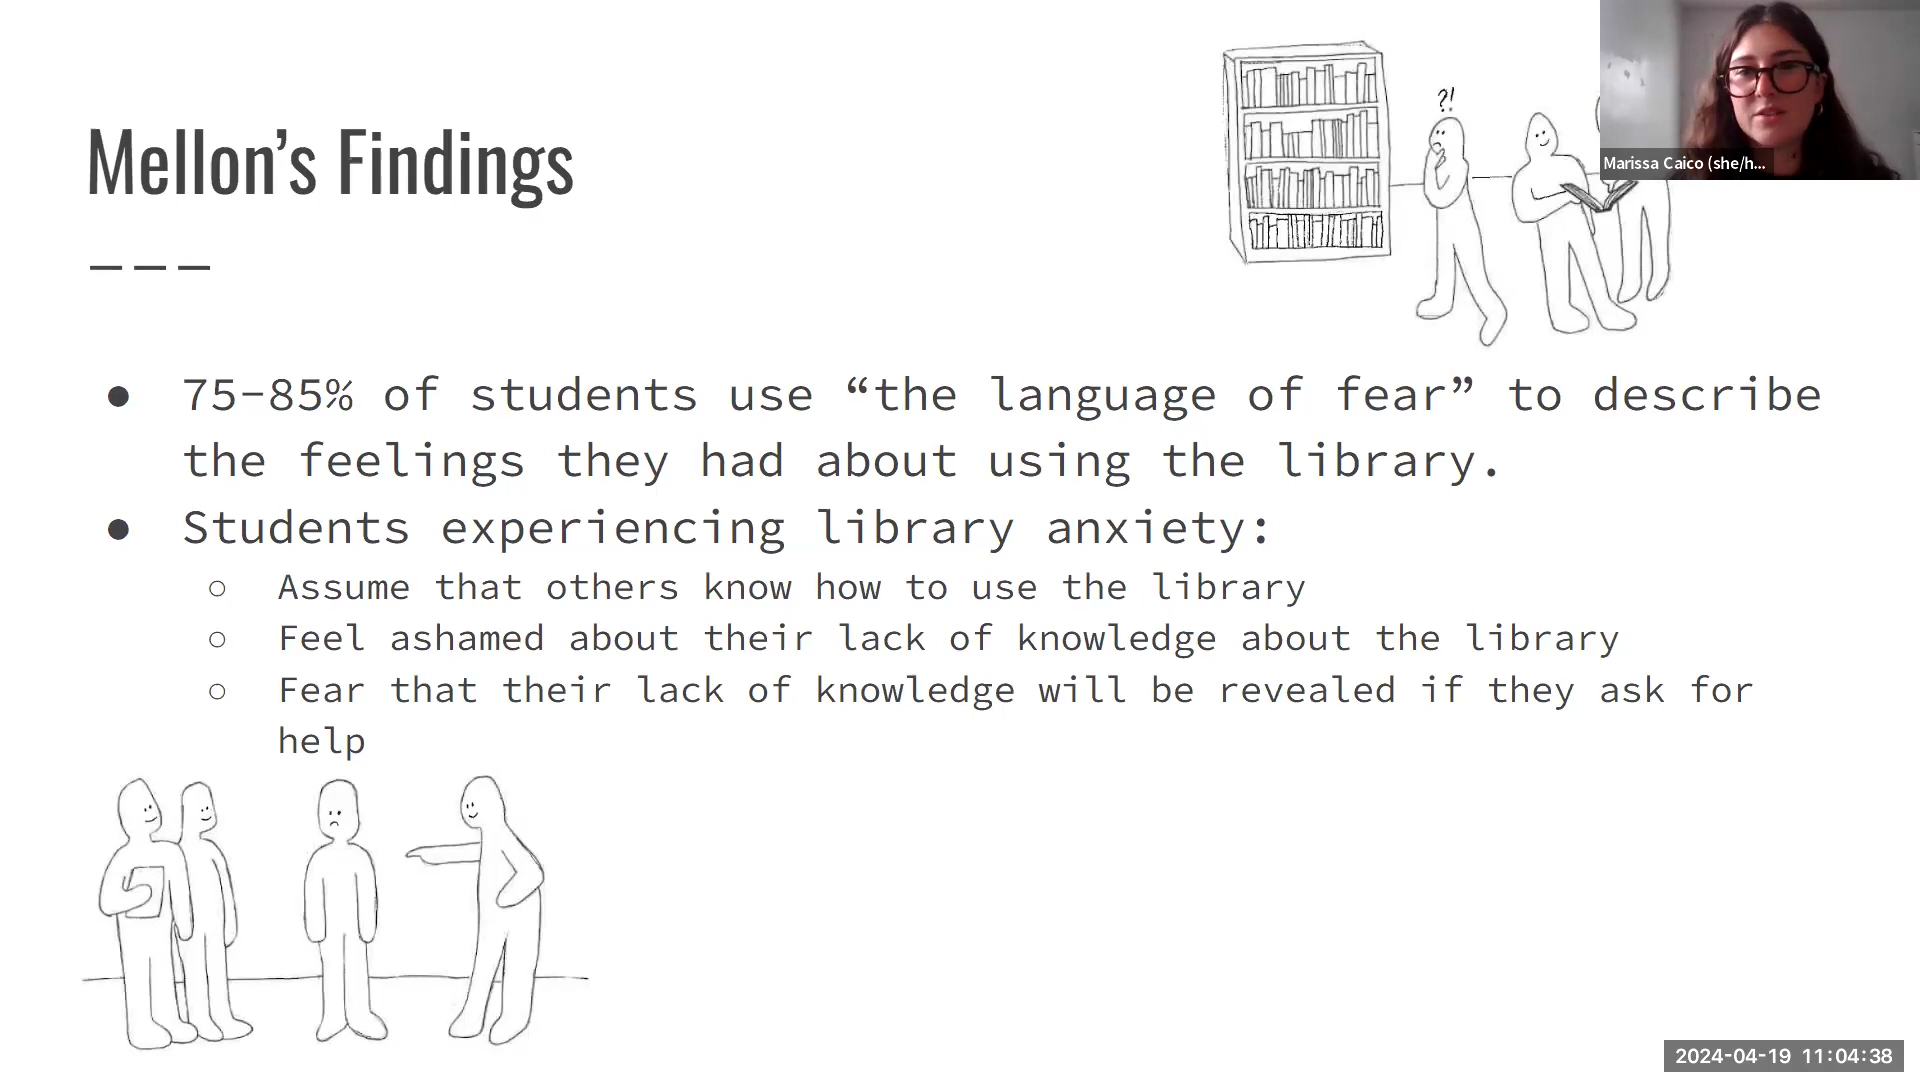 ?!
Marissa Caico (she/h...
Mellon’s Findings
● 75-85% of students use “the language of fear” to describe
the feelings they had about using the library.
● Students experiencing library anxiety:
○ Assume that others know how to use the library
○ Feel ashamed about their lack of knowledge about the library
○ Fear that their lack of knowledge will be revealed if they ask for
help
2024-04-19 11:04:38